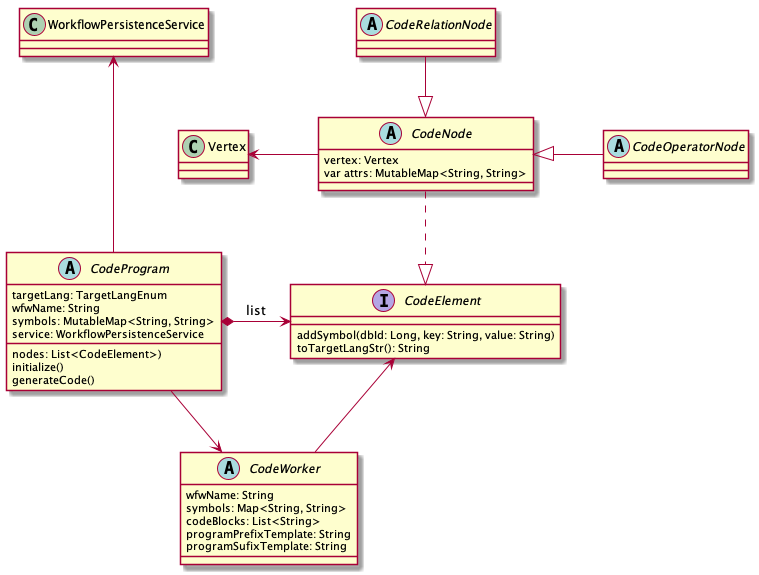 C WorkflowPersistenceService
A CodeRelationNode
C Vertex
A CodeNode
vertex: Vertex
var attrs: MutableMap<String, String>
A CodeOperatorNode
A CodeProgram
targetLang: TargetLangEnum
wfwName: String
symbols: MutableMap<String, String>
service: WorkflowPersistenceService
nodes: List<CodeElement>)
initialize()
generateCode()
list
I CodeElement
addSymbol(dbId: Long, key: String, value: String)
toTargetLangStr(): String
A CodeWorker
wfwName: String
symbols: Map<String, String>
codeBlocks: List<String>
programPrefixTemplate: String
programSufixTemplate: String